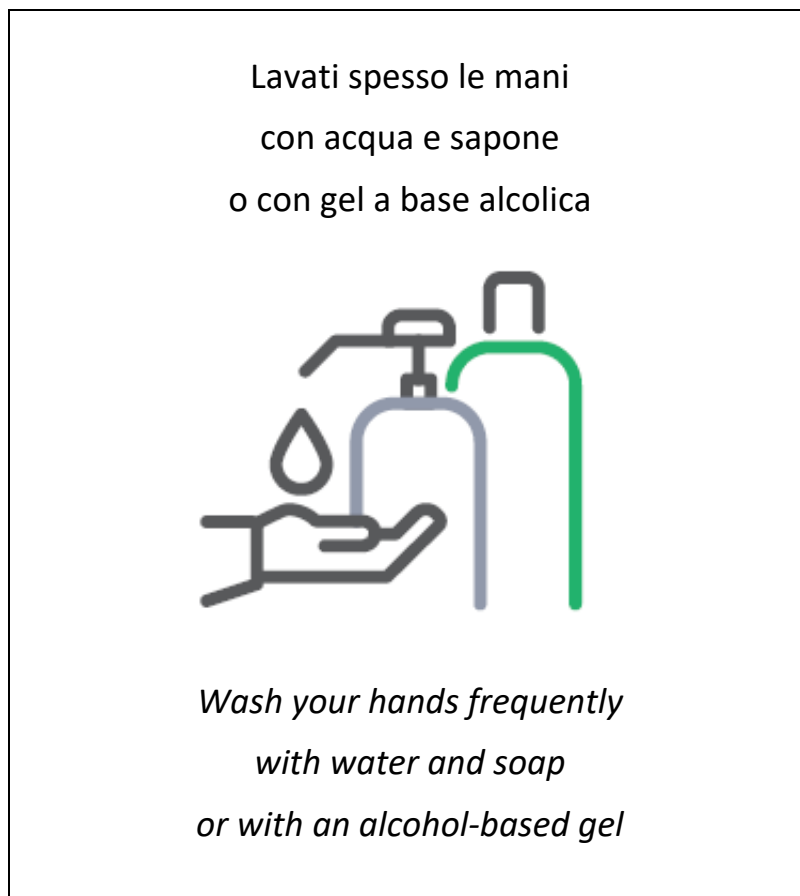 Lavati spesso le mani
con acqua e sapone
o con gel a base alcolica
Wash your hands frequently
with water and soap
or with an alcohol-based gel